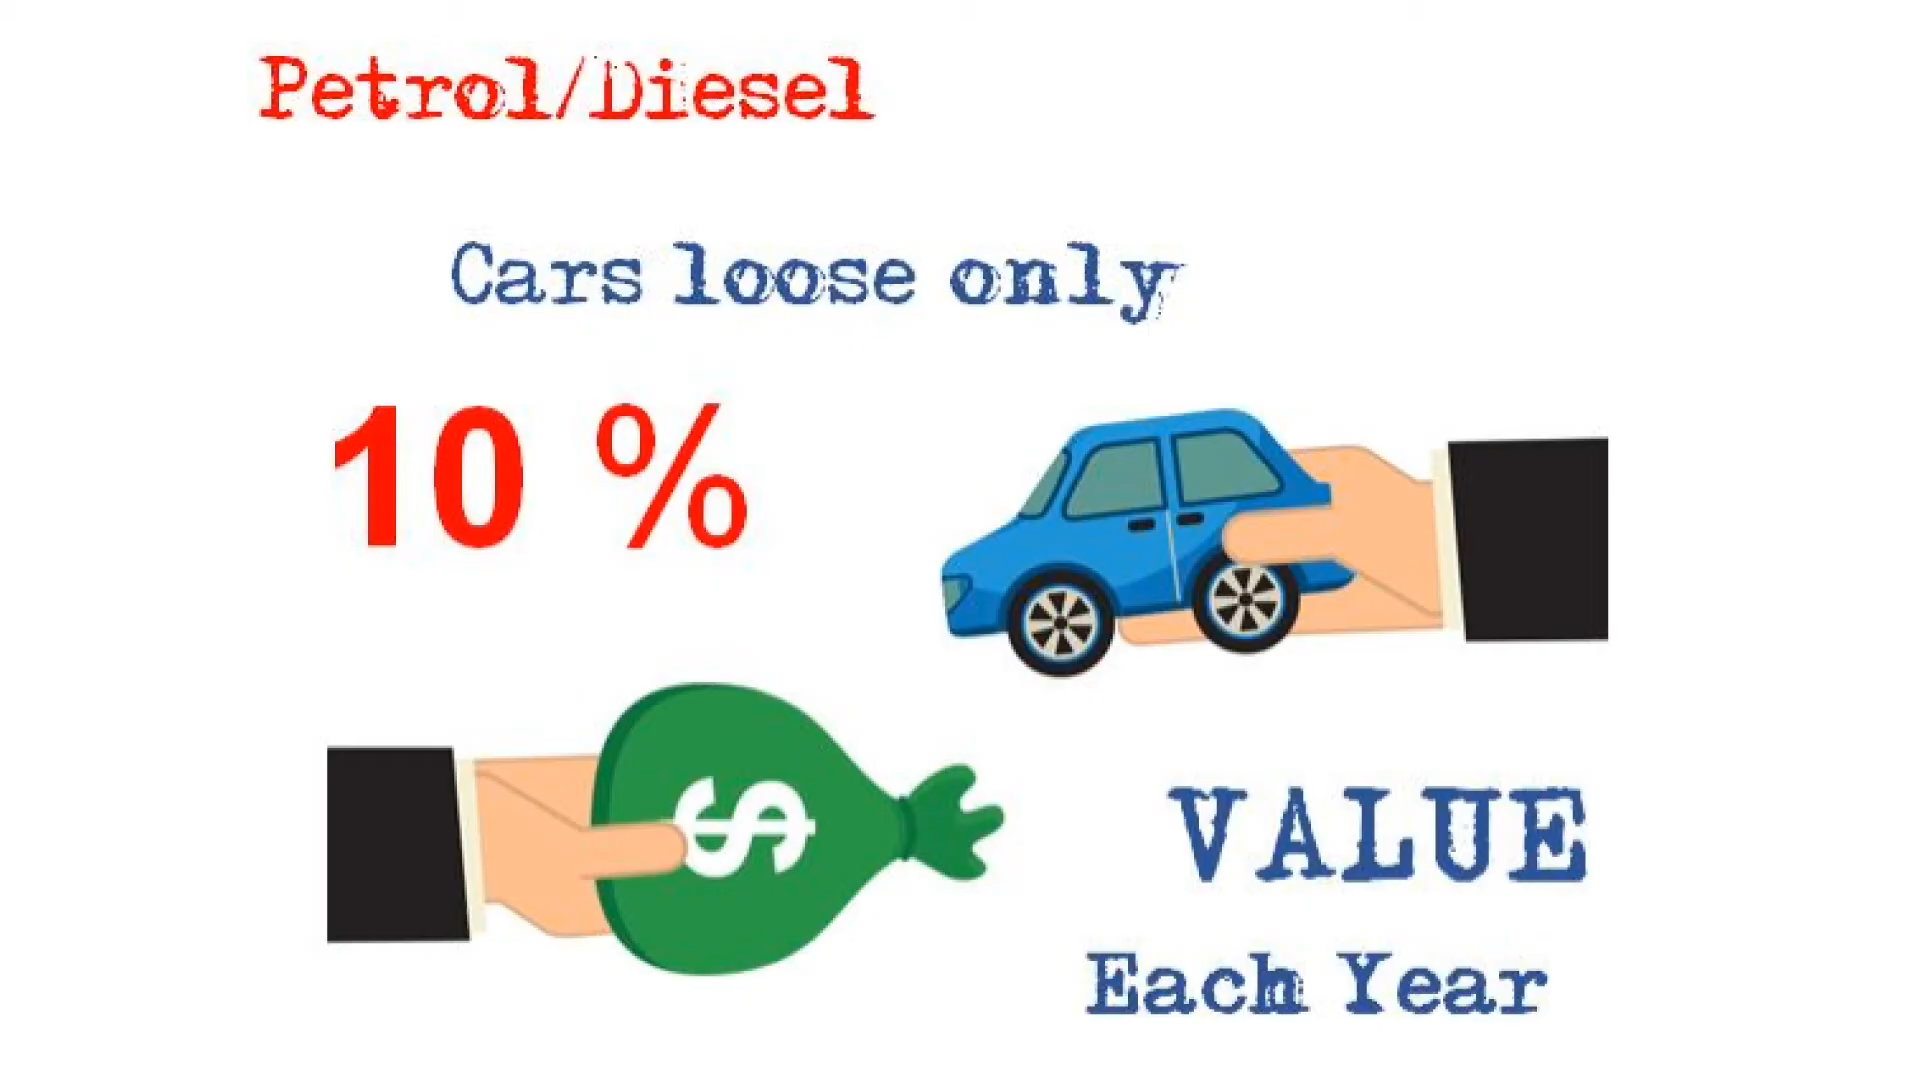 Petrol/Diesel
Cars loose only
10 %
$
VALUE
Each Year